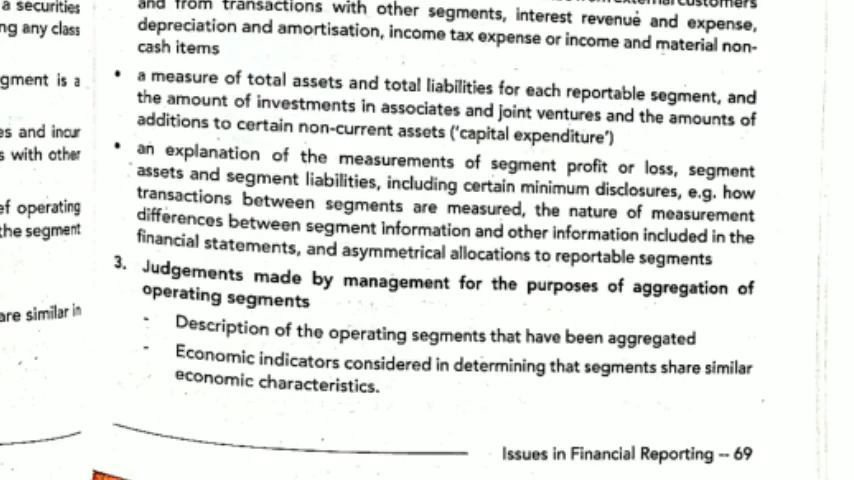 a securities
ng any class
gment is a
es and incur
s with other
ef operating
the segment
are similar in
and from transactions with other segments, interest revenue and expense,
depreciation and amortisation, income tax expense or income and material non-
cash items
• a measure of total assets and total liabilities for each reportable segment, and
the amount of investments in associates and joint ventures and the amounts of
additions to certain non-current assets ('capital expenditure')
• an explanation of the measurements of segment profit or loss, segment
assets and segment liabilities, including certain minimum disclosures, e.g. how
transactions between segments are measured, the nature of measurement
differences between segment information and other information included in the
financial statements, and asymmetrical allocations to reportable segments
3. Judgements made by management for the purposes of aggregation of
operating segments
- Description of the operating segments that have been aggregated
- Economic indicators considered in determining that segments share similar
economic characteristics.
Issues in Financial Reporting – 69